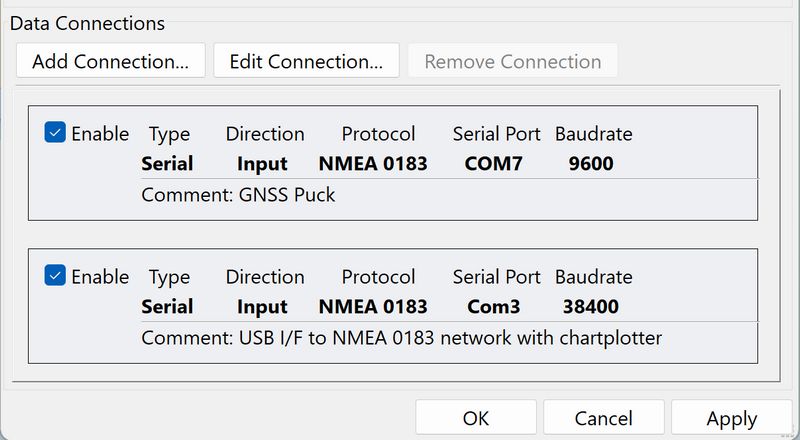 Data Connections
Add Connection... Edit Connection... Remove Connection
Enable Type Direction Protocol Serial Port Baudrate
Serial Input NMEA 0183 COM7 9600
Comment: GNSS Puck
Enable Type Direction Protocol Serial Port Baudrate
Serial Input NMEA 0183 Com3 38400
Comment: USB I/F to NMEA 0183 network with chartplotter
OK Cancel Apply